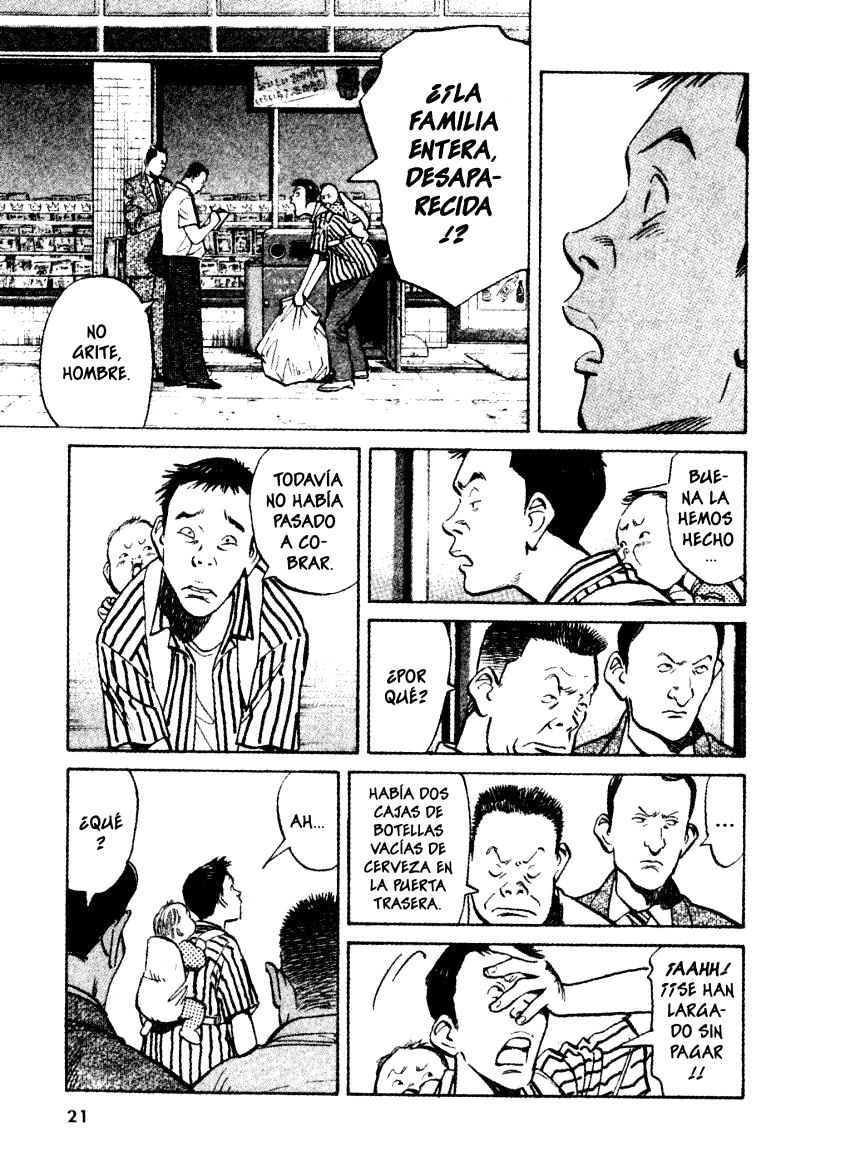 ¿¡LA
FAMILIA
ENTERA,
DESAPA-
RECIDA
!?
NO
GRITE,
HOMBRE.
BUE-
NA LA
HEMOS
HECHO
...
¿POR
QUÉ?
TODAVÍA
NO HABÍA
PASADO
A CO-
BRAR.
...
HABÍA DOS
CAJAS DE
BOTELLAS
VACÍAS DE
CERVEZA EN
LA PUERTA
TRASERA.
¡AAHH!
¡¡SE HAN
LARGA-
DO SIN
PAGAR
!!
AH...
¿QUÉ
?
21